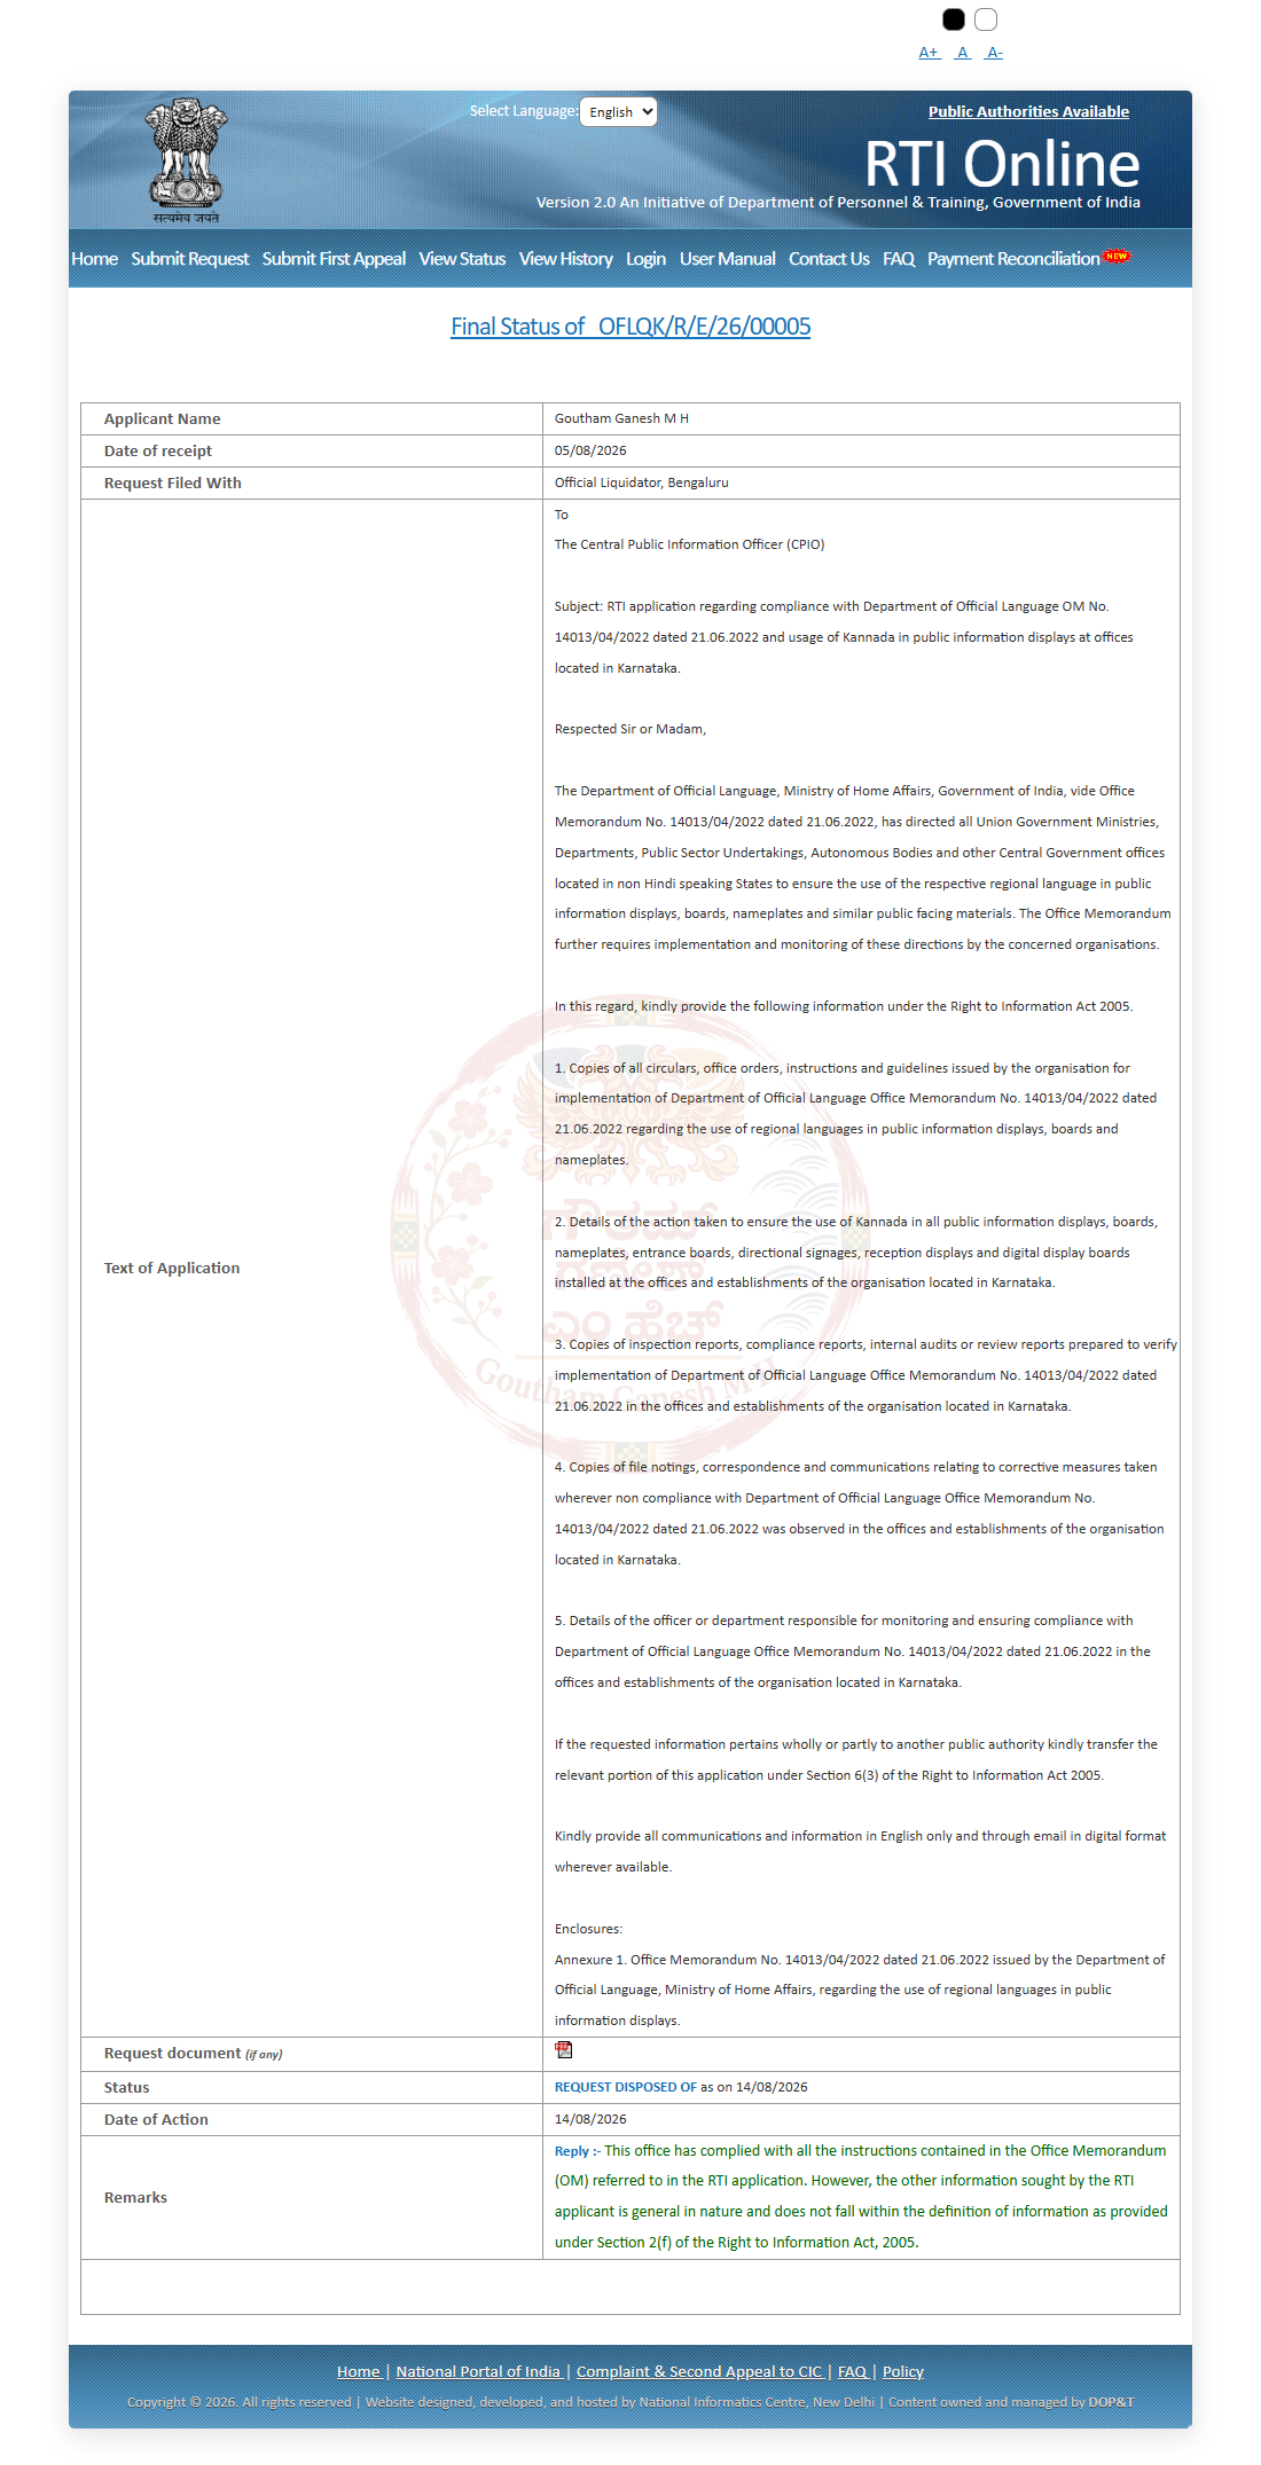 A+ A A-
सत्यमेव जयते
Select Language: English
Public Authorities Available
RTI Online
Version 2.0 An Initiative of Department of Personnel & Training, Government of India
Home Submit Request Submit First Appeal View Status View History Login User Manual Contact Us FAQ Payment Reconciliation NEW
Final Status of OFLQK/R/E/26/00005
Applicant Name Goutham Ganesh M H
Date of receipt 05/08/2026
Request Filed With Official Liquidator, Bengaluru
Text of Application
To
The Central Public Information Officer (CPIO)
Subject: RTI application regarding compliance with Department of Official Language OM No.
14013/04/2022 dated 21.06.2022 and usage of Kannada in public information displays at offices
located in Karnataka.
Respected Sir or Madam,
The Department of Official Language, Ministry of Home Affairs, Government of India, vide Office
Memorandum No. 14013/04/2022 dated 21.06.2022, has directed all Union Government Ministries,
Departments, Public Sector Undertakings, Autonomous Bodies and other Central Government offices
located in non Hindi speaking States to ensure the use of the respective regional language in public
information displays, boards, nameplates and similar public facing materials. The Office Memorandum
further requires implementation and monitoring of these directions by the concerned organisations.
In this regard, kindly provide the following information under the Right to Information Act 2005.
1. Copies of all circulars, office orders, instructions and guidelines issued by the organisation for
implementation of Department of Official Language Office Memorandum No. 14013/04/2022 dated
21.06.2022 regarding the use of regional languages in public information displays, boards and
nameplates.
2. Details of the action taken to ensure the use of Kannada in all public information displays, boards,
nameplates, entrance boards, directional signages, reception displays and digital display boards
installed at the offices and establishments of the organisation located in Karnataka.
3. Copies of inspection reports, compliance reports, internal audits or review reports prepared to verify
implementation of Department of Official Language Office Memorandum No. 14013/04/2022 dated
21.06.2022 in the offices and establishments of the organisation located in Karnataka.
4. Copies of file notings, correspondence and communications relating to corrective measures taken
wherever non compliance with Department of Official Language Office Memorandum No.
14013/04/2022 dated 21.06.2022 was observed in the offices and establishments of the organisation
located in Karnataka.
5. Details of the officer or department responsible for monitoring and ensuring compliance with
Department of Official Language Office Memorandum No. 14013/04/2022 dated 21.06.2022 in the
offices and establishments of the organisation located in Karnataka.
If the requested information pertains wholly or partly to another public authority kindly transfer the
relevant portion of this application under Section 6(3) of the Right to Information Act 2005.
Kindly provide all communications and information in English only and through email in digital format
wherever available.
Enclosures:
Annexure 1. Office Memorandum No. 14013/04/2022 dated 21.06.2022 issued by the Department of
Official Language, Ministry of Home Affairs, regarding the use of regional languages in public
information displays.
ಗೌತಮ್
ಗಣೇಶ್
ಎಂ ಹೆಚ್
Goutham Ganesh M H
Request document (if any)
Status REQUEST DISPOSED OF as on 14/08/2026
Date of Action 14/08/2026
Remarks
Reply :- This office has complied with all the instructions contained in the Office Memorandum
(OM) referred to in the RTI application. However, the other information sought by the RTI
applicant is general in nature and does not fall within the definition of information as provided
under Section 2(f) of the Right to Information Act, 2005.
Home | National Portal of India | Complaint & Second Appeal to CIC | FAQ | Policy
Copyright © 2026. All rights reserved | Website designed, developed, and hosted by National Informatics Centre, New Delhi | Content owned and managed by DOP&T